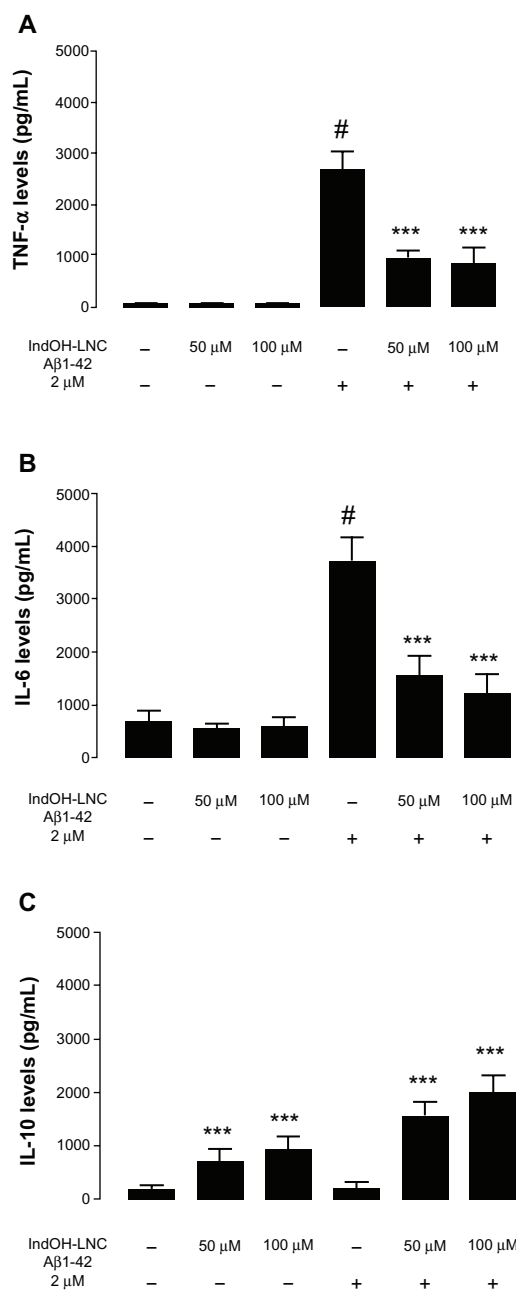 A
TNF-α levels (pg/mL)
5000
4000
3000
2000
1000
0
#
***
***
IndOH-LNC – 50 µM 100 µM – 50 µM 100 µM
Aβ1-42
2 µM – – – + + +
B
IL-6 levels (pg/mL)
5000
4000
3000
2000
1000
0
#
***
***
IndOH-LNC – 50 µM 100 µM – 50 µM 100 µM
Aβ1-42
2 µM – – – + + +
C
IL-10 levels (pg/mL)
5000
4000
3000
2000
1000
0
***
***
***
***
IndOH-LNC – 50 µM 100 µM – 50 µM 100 µM
Aβ1-42
2 µM – – – + + +